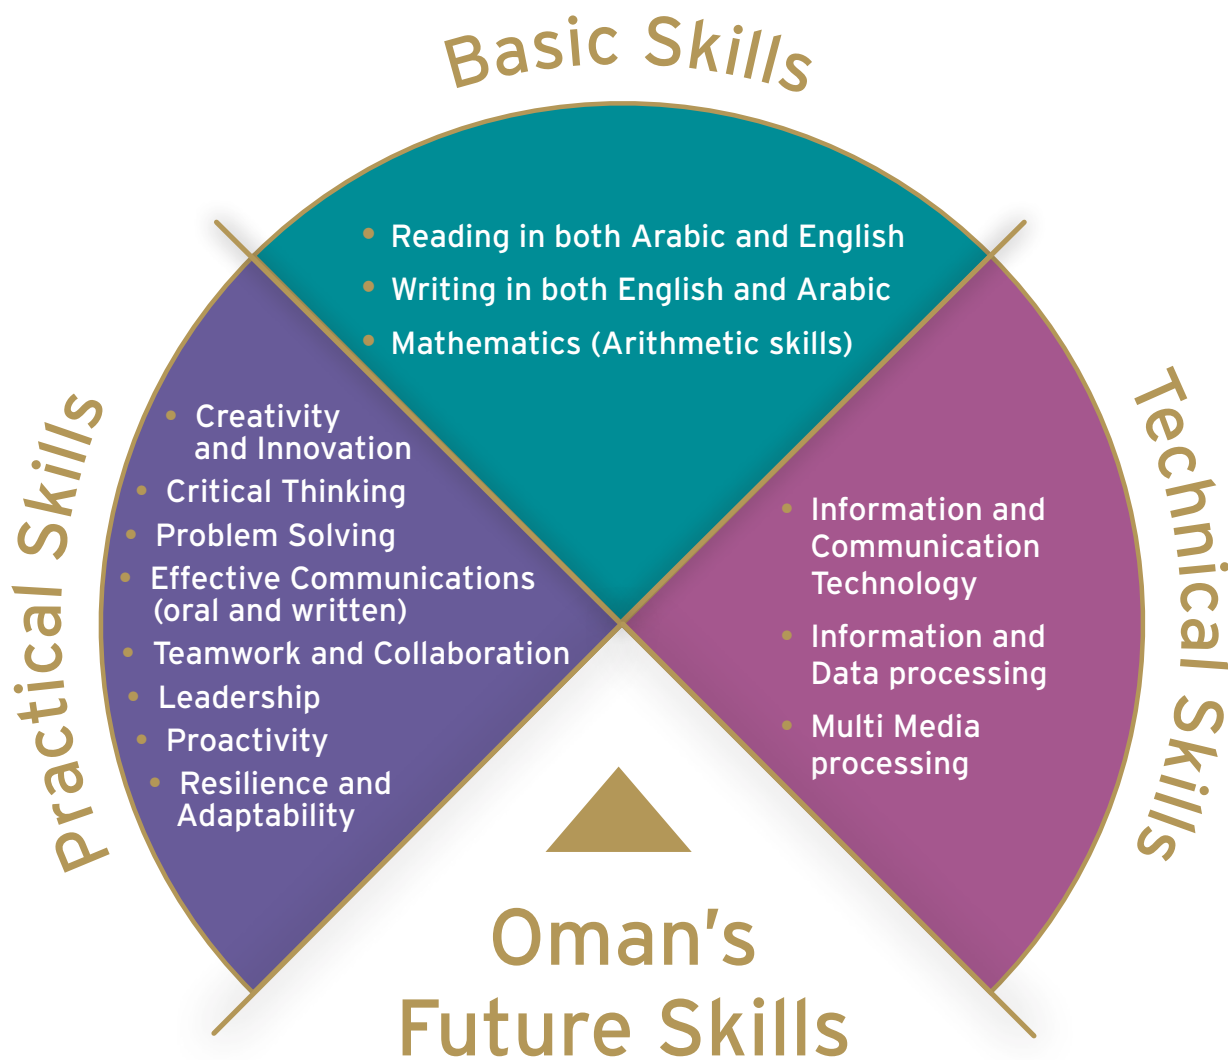 Basic Skills
• Reading in both Arabic and English
• Writing in both English and Arabic
• Mathematics (Arithmetic skills)
Practical Skills
• Creativity
and Innovation
• Critical Thinking
• Problem Solving
• Effective Communications
(oral and written)
• Teamwork and Collaboration
• Leadership
• Proactivity
• Resilience and
Adaptability
Technical Skills
• Information and
Communication
Technology
• Information and
Data processing
• Multi Media
processing
Oman's
Future Skills